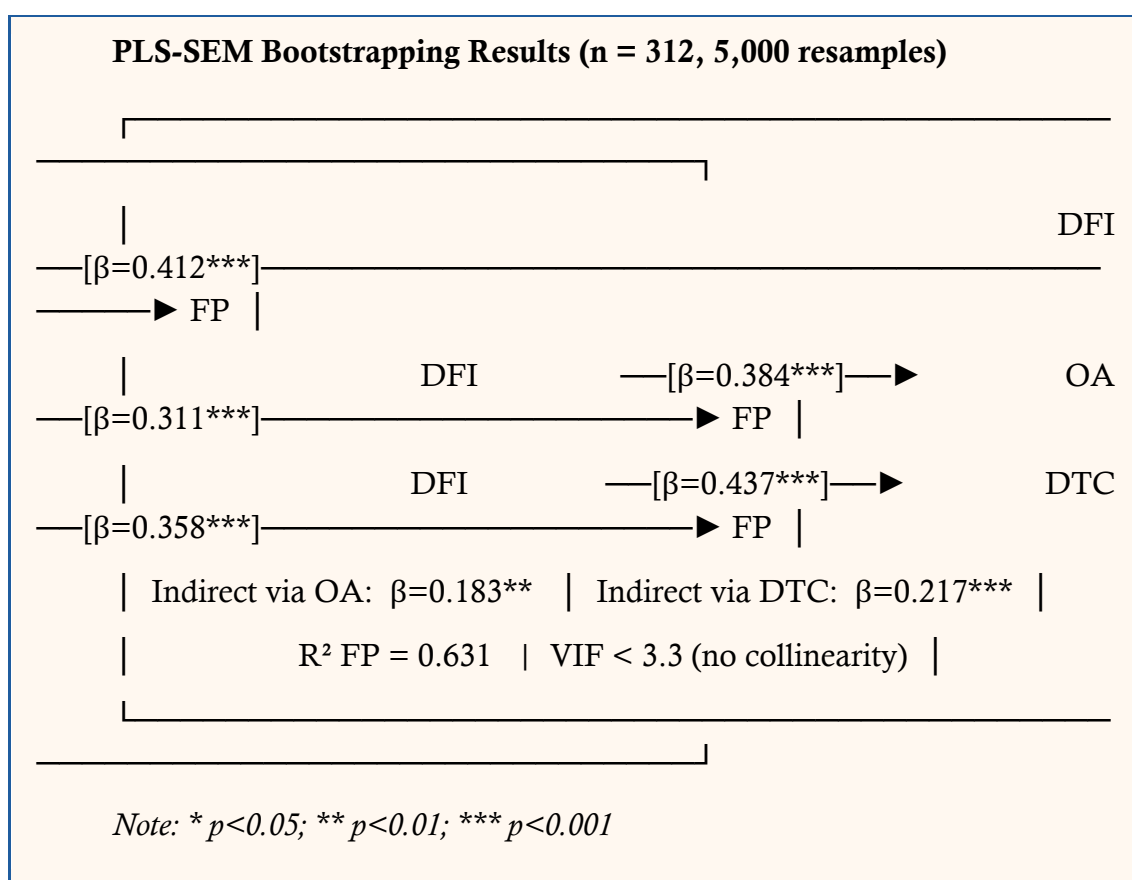 PLS-SEM Bootstrapping Results (n = 312, 5,000 resamples)
┌──────────────────────────────────────────
─────────────────────────────┐
│ DFI
──[β=0.412***]────────────────────────────────────
─────► FP │
│ DFI ──[β=0.384***]──► OA
──[β=0.311***]───────────────────► FP │
│ DFI ──[β=0.437***]──► DTC
──[β=0.358***]───────────────────► FP │
│ Indirect via OA: β=0.183** │ Indirect via DTC: β=0.217*** │
│ R² FP = 0.631 | VIF < 3.3 (no collinearity) │
└──────────────────────────────────────────
─────────────────────────────┘
Note: * p<0.05; ** p<0.01; *** p<0.001